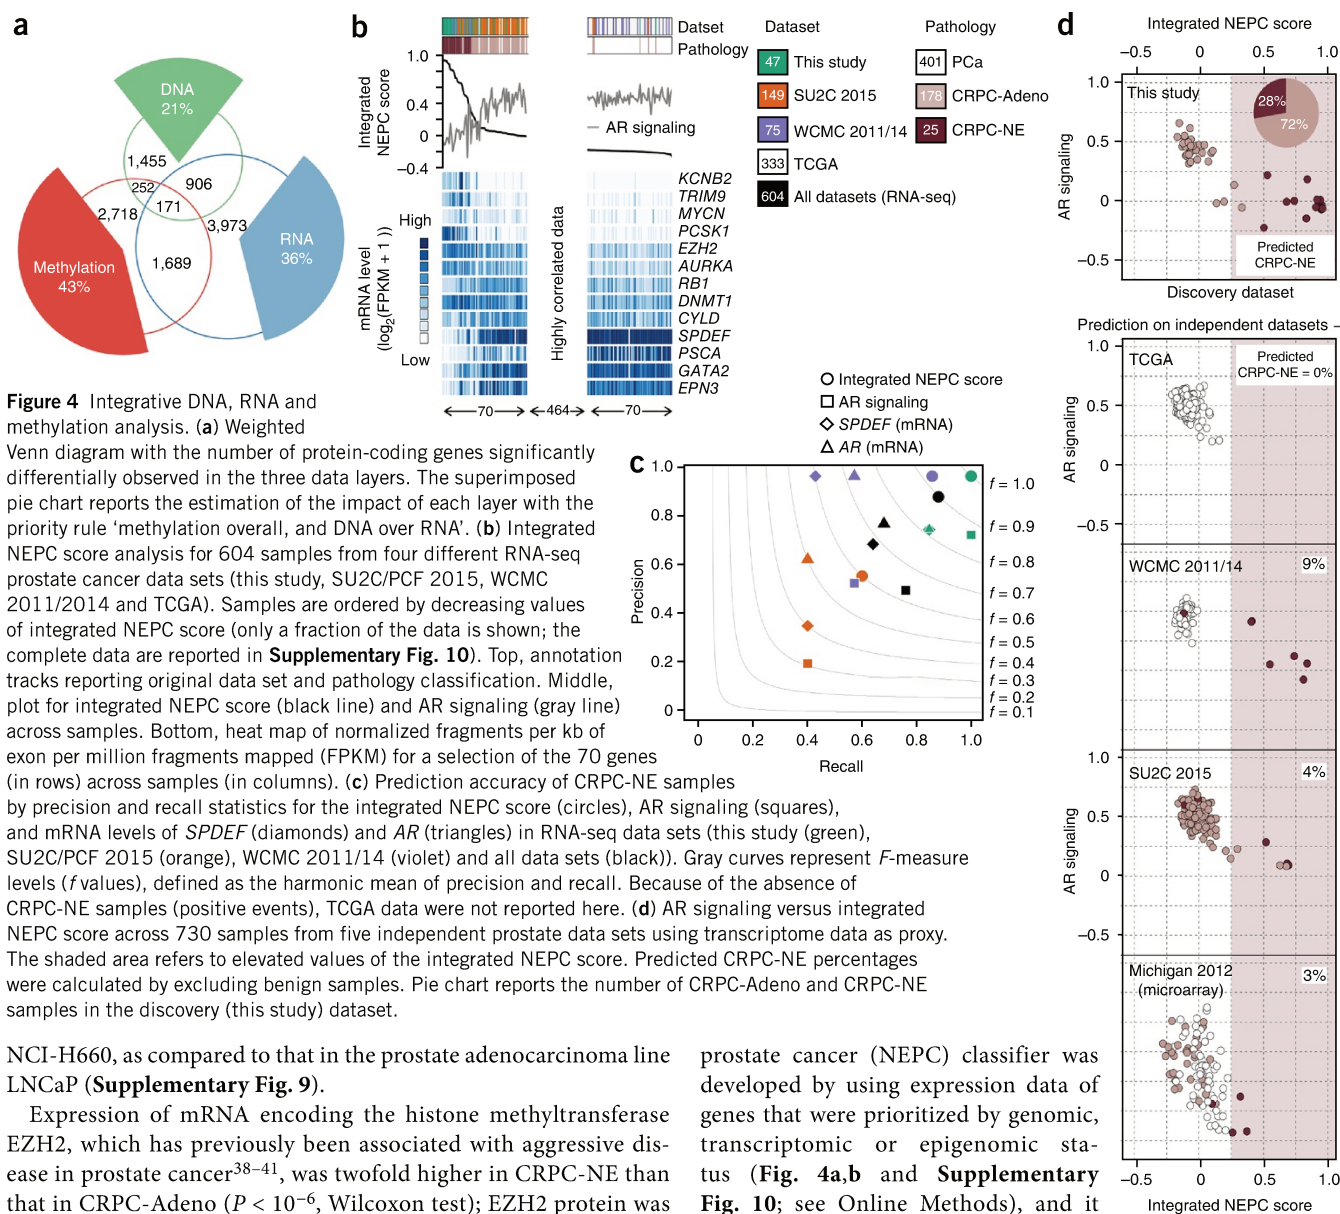 a
DNA
21%
1,455
252
906
171
2,718
3,973
1,689
RNA
36%
Methylation
43%
b
Datset
Pathology
Integrated
NEPC score
1.0
0.4
0
−0.4
AR signaling
High
Low
mRNA level
(log2(FPKM + 1 ))
Highly correlated data
KCNB2
TRIM9
MYCN
PCSK1
EZH2
AURKA
RB1
DNMT1
CYLD
SPDEF
PSCA
GATA2
EPN3
70
464
70
Dataset
47 This study
149 SU2C 2015
75 WCMC 2011/14
333 TCGA
604 All datasets (RNA-seq)
Pathology
401 PCa
178 CRPC-Adeno
25 CRPC-NE
Integrated NEPC score
AR signaling
SPDEF (mRNA)
AR (mRNA)
c
Precision
1.0
0.8
0.6
0.4
0.2
0
0 0.2 0.4 0.6 0.8 1.0
Recall
f = 1.0
f = 0.9
f = 0.8
f = 0.7
f = 0.6
f = 0.5
f = 0.4
f = 0.3
f = 0.2
f = 0.1
d
Integrated NEPC score
−0.5 0 0.5 1.0
This study
28%
72%
AR signaling
1.0
0.5
0
−0.5
Predicted
CRPC-NE
Discovery dataset
Prediction on independent datasets –
TCGA
Predicted
CRPC-NE = 0%
AR signaling
1.0
0.5
0
−0.5
WCMC 2011/14
9%
SU2C 2015
4%
AR signaling
1.0
0.5
0
−0.5
Michigan 2012
(microarray)
3%
−0.5 0 0.5 1.0
Integrated NEPC score
Figure 4 Integrative DNA, RNA and
methylation analysis. (a) Weighted
Venn diagram with the number of protein-coding genes significantly
differentially observed in the three data layers. The superimposed
pie chart reports the estimation of the impact of each layer with the
priority rule ‘methylation overall, and DNA over RNA’. (b) Integrated
NEPC score analysis for 604 samples from four different RNA-seq
prostate cancer data sets (this study, SU2C/PCF 2015, WCMC
2011/2014 and TCGA). Samples are ordered by decreasing values
of integrated NEPC score (only a fraction of the data is shown; the
complete data are reported in Supplementary Fig. 10). Top, annotation
tracks reporting original data set and pathology classification. Middle,
plot for integrated NEPC score (black line) and AR signaling (gray line)
across samples. Bottom, heat map of normalized fragments per kb of
exon per million fragments mapped (FPKM) for a selection of the 70 genes
(in rows) across samples (in columns). (c) Prediction accuracy of CRPC-NE samples
by precision and recall statistics for the integrated NEPC score (circles), AR signaling (squares),
and mRNA levels of SPDEF (diamonds) and AR (triangles) in RNA-seq data sets (this study (green),
SU2C/PCF 2015 (orange), WCMC 2011/14 (violet) and all data sets (black)). Gray curves represent F-measure
levels (f values), defined as the harmonic mean of precision and recall. Because of the absence of
CRPC-NE samples (positive events), TCGA data were not reported here. (d) AR signaling versus integrated
NEPC score across 730 samples from five independent prostate data sets using transcriptome data as proxy.
The shaded area refers to elevated values of the integrated NEPC score. Predicted CRPC-NE percentages
were calculated by excluding benign samples. Pie chart reports the number of CRPC-Adeno and CRPC-NE
samples in the discovery (this study) dataset.
NCI-H660, as compared to that in the prostate adenocarcinoma line
LNCaP (Supplementary Fig. 9).
Expression of mRNA encoding the histone methyltransferase
EZH2, which has previously been associated with aggressive dis-
ease in prostate cancer38–41, was twofold higher in CRPC-NE than
that in CRPC-Adeno (P < 10−6, Wilcoxon test); EZH2 protein was
prostate cancer (NEPC) classifier was
developed by using expression data of
genes that were prioritized by genomic,
transcriptomic or epigenomic sta-
tus (Fig. 4a,b and Supplementary
Fig. 10; see Online Methods), and it